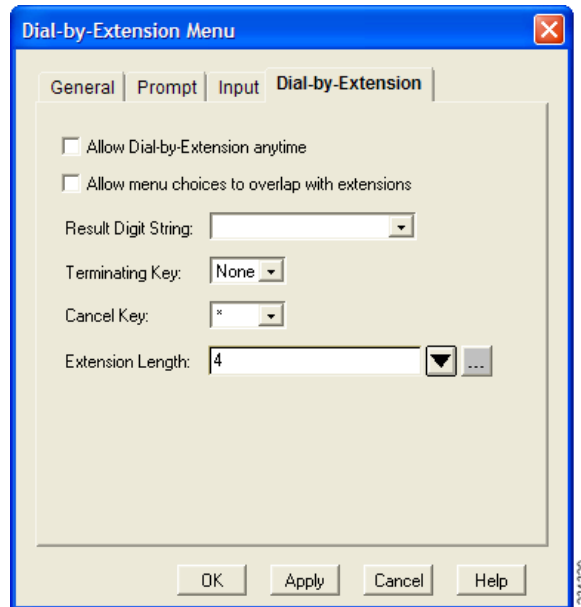 Dial-by-Extension Menu
General Prompt Input Dial-by-Extension
Allow Dial-by-Extension anytime
Allow menu choices to overlap with extensions
Result Digit String:
Terminating Key: None
Cancel Key: *
Extension Length: 4 ...
OK Apply Cancel Help